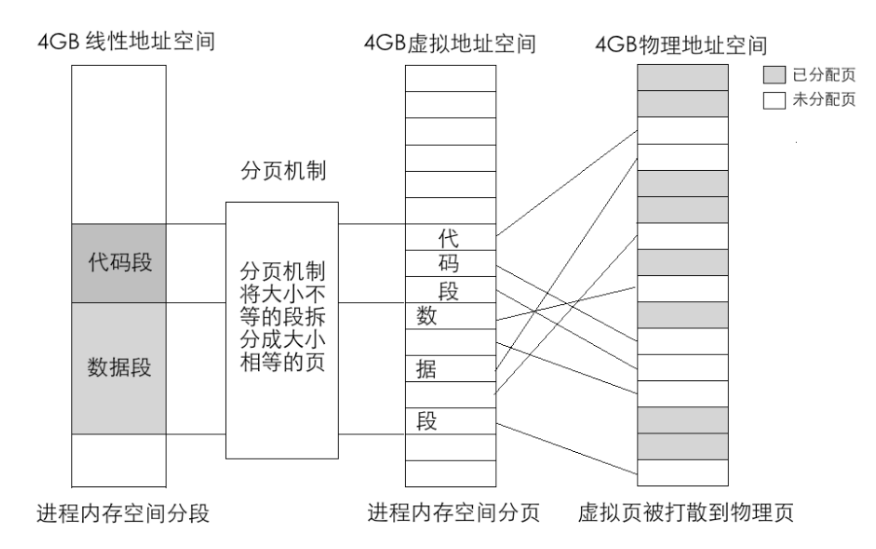 4GB 线性地址空间
4GB虚拟地址空间
4GB物理地址空间
已分配页
未分配页
分页机制
代码段
数据段
分页机制
将大小不
等的段拆
分成大小
相等的页
代
码
段
数
据
段
进程内存空间分段
进程内存空间分页
虚拟页被打散到物理页